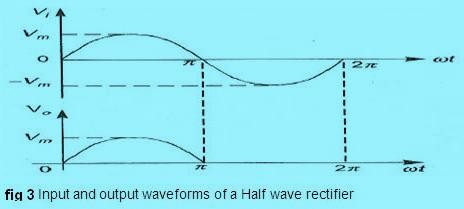 Vi
Vm
0
π
2π
ωt
-Vm
Vo
Vm
0
π
2π
ωt
fig 3 Input and output waveforms of a Half wave rectifier